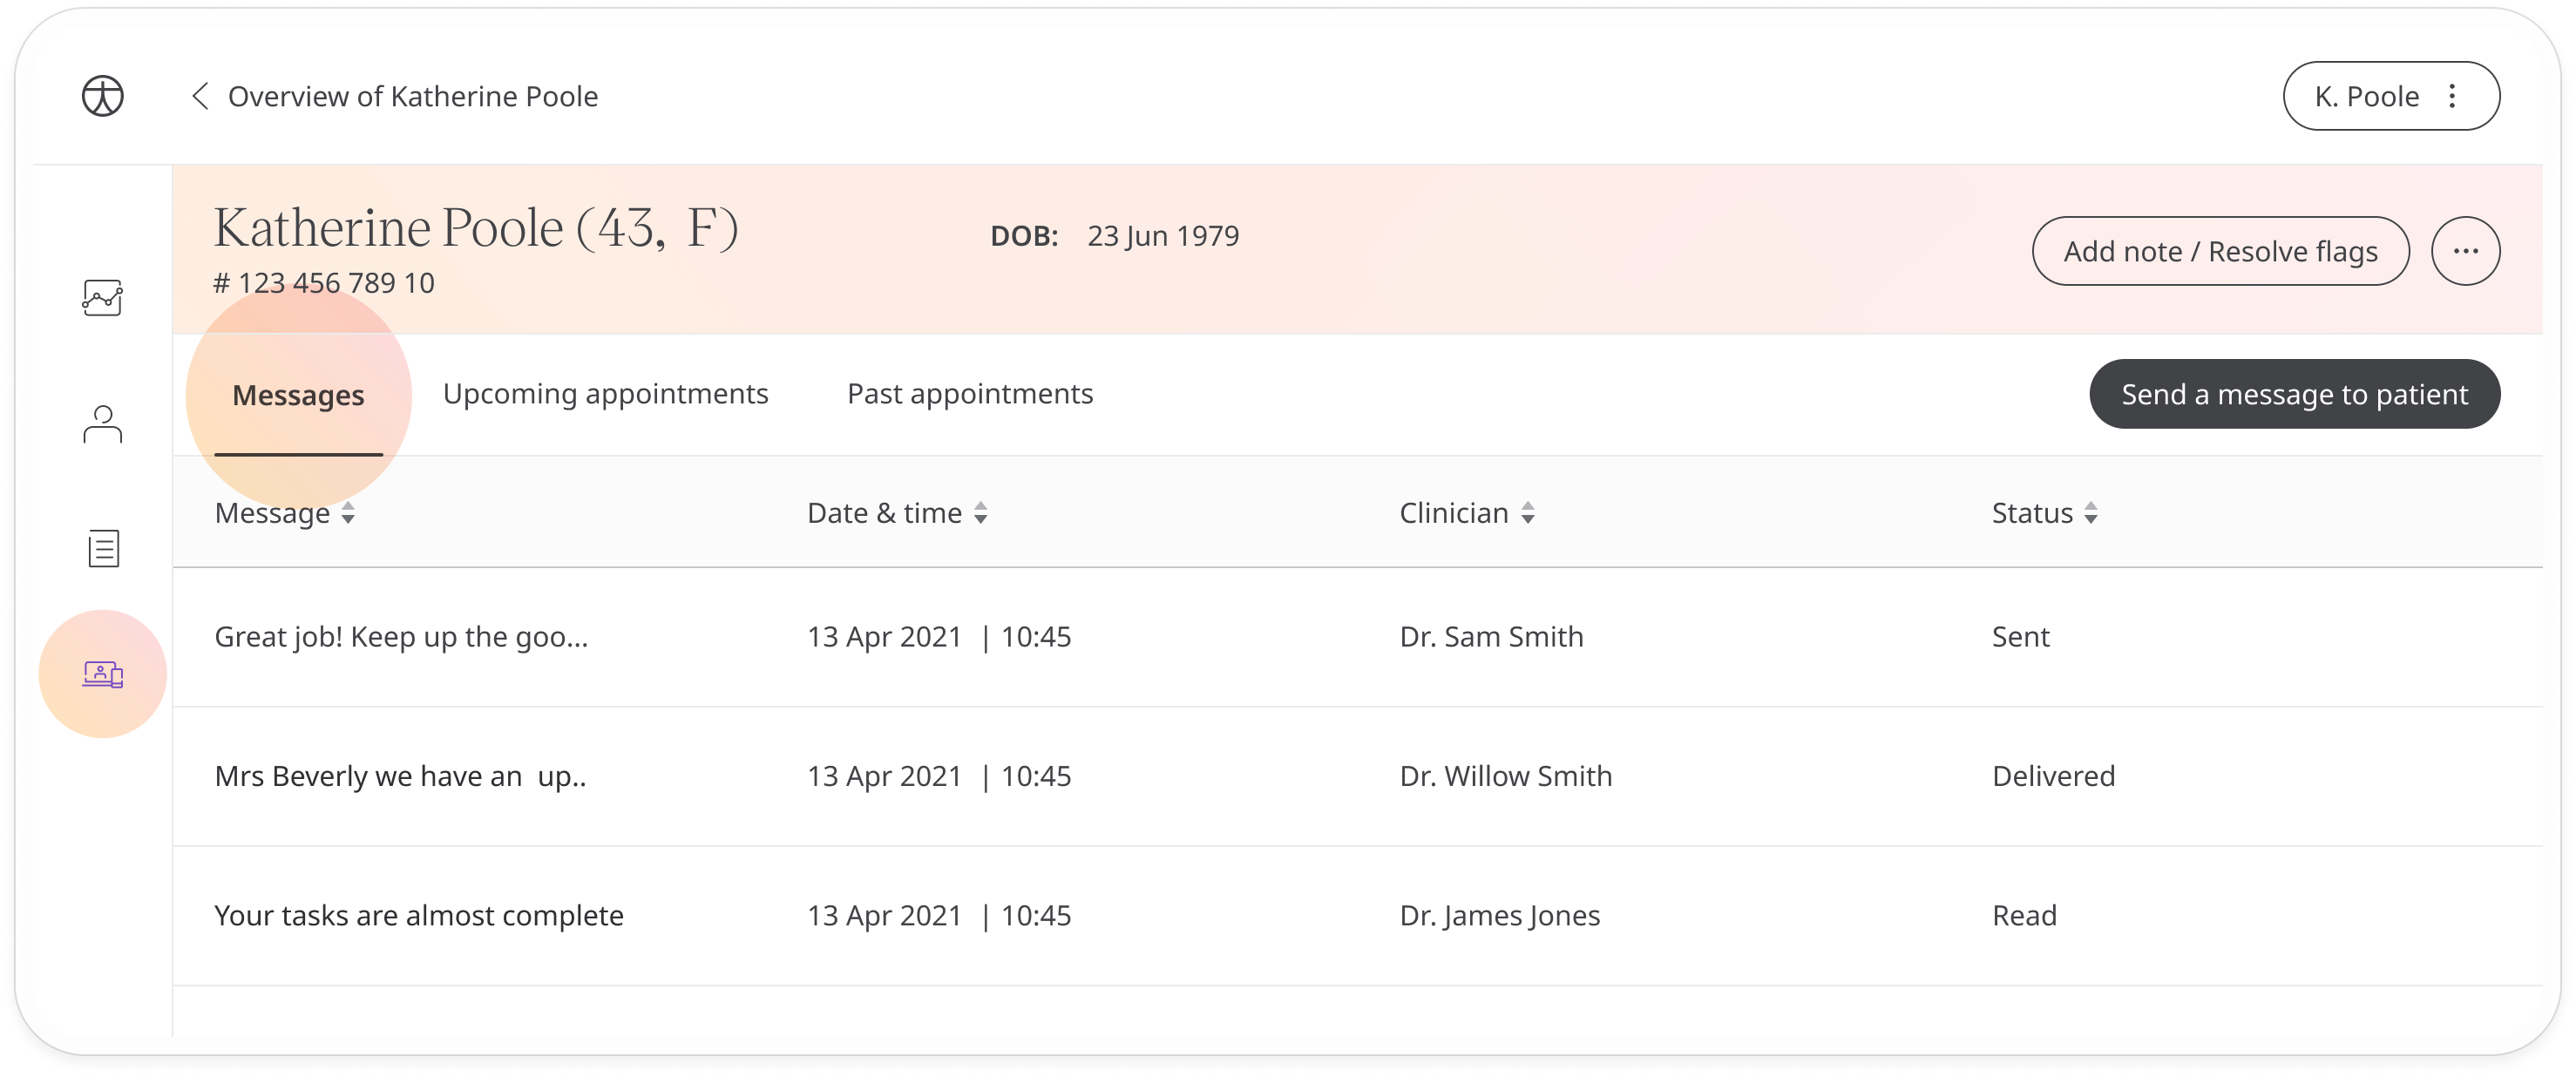 Overview of Katherine Poole
K. Poole
Katherine Poole (43, F)
DOB: 23 Jun 1979
# 123 456 789 10
Add note / Resolve flags
Messages Upcoming appointments Past appointments
Send a message to patient
Message Date & time Clinician Status
Great job! Keep up the goo... 13 Apr 2021 | 10:45 Dr. Sam Smith Sent
Mrs Beverly we have an up.. 13 Apr 2021 | 10:45 Dr. Willow Smith Delivered
Your tasks are almost complete 13 Apr 2021 | 10:45 Dr. James Jones Read